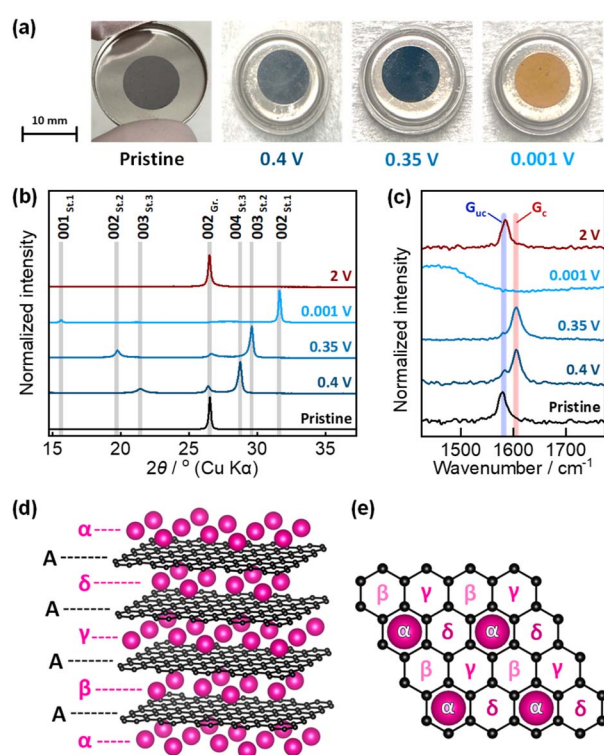 (a)
10 mm
Pristine 0.4 V 0.35 V 0.001 V
(b)
001 St.1
002 St.2
003 St.3
002 Gr.
004 St.3
003 St.2
002 St.1
2 V
0.001 V
0.35 V
0.4 V
Pristine
Normalized intensity
15 20 25 30 35
2θ / ° (Cu Kα)
(c)
Guc Gc
2 V
0.001 V
0.35 V
0.4 V
Pristine
Normalized intensity
1500 1600 1700
Wavenumber / cm-1
(d)
α
A
δ
A
γ
A
β
A
α
(e)
β γ β γ
α δ α δ
β γ β γ
α δ α δ